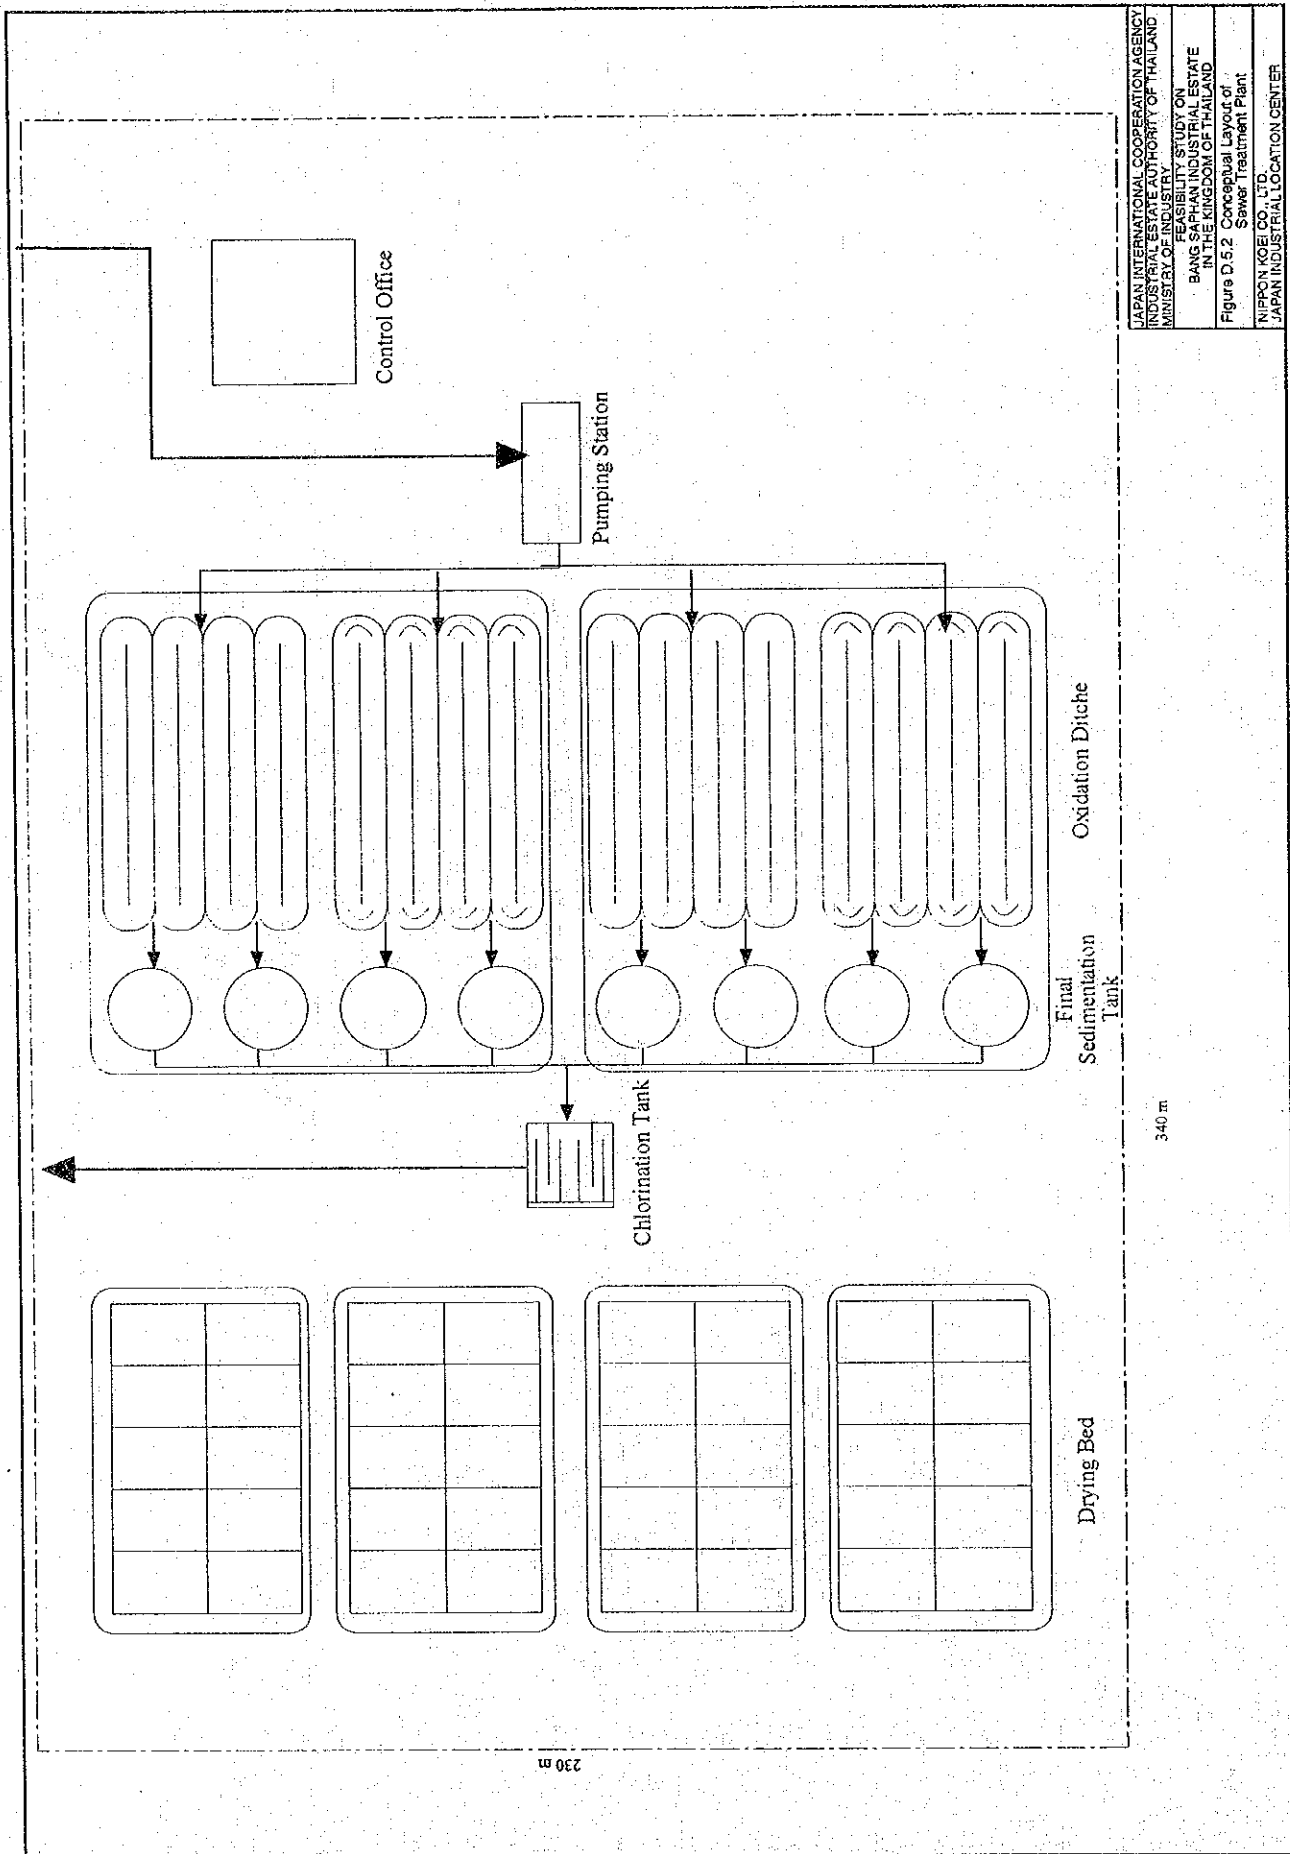 Control Office
Pumping Station
Oxidation Ditche
Final
Sedimentation
Tank
Chlorination Tank
Drying Bed
340 m
230 m
JAPAN INTERNATIONAL COOPERATION AGENCY
INDUSTRIAL ESTATE AUTHORITY OF THAILAND
MINISTRY OF INDUSTRY
FEASIBILITY STUDY ON
BANG SAPHAN INDUSTRIAL ESTATE
IN THE KINGDOM OF THAILAND
Figure D.5.2 Conceptual Layout of
Sewer Treatment Plant
NIPPON KOEI CO., LTD.
JAPAN INDUSTRIAL LOCATION CENTER